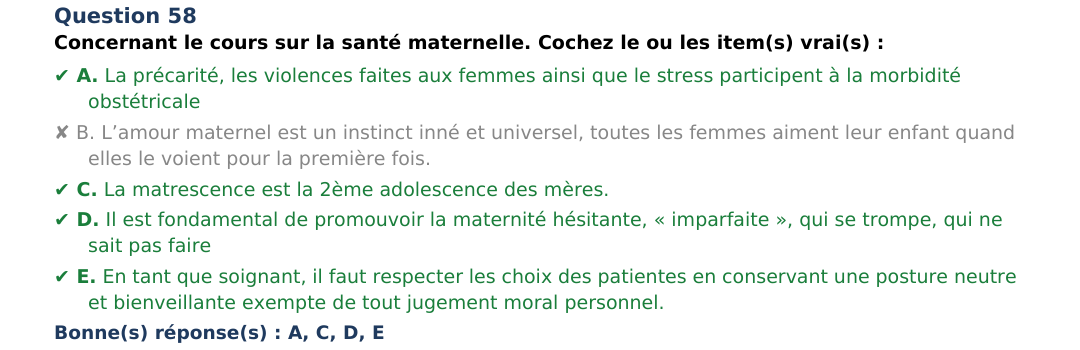 Question 58
Concernant le cours sur la santé maternelle. Cochez le ou les item(s) vrai(s) :
✔ A. La précarité, les violences faites aux femmes ainsi que le stress participent à la morbidité
obstétricale
✘ B. L’amour maternel est un instinct inné et universel, toutes les femmes aiment leur enfant quand
elles le voient pour la première fois.
✔ C. La matrescence est la 2ème adolescence des mères.
✔ D. Il est fondamental de promouvoir la maternité hésitante, « imparfaite », qui se trompe, qui ne
sait pas faire
✔ E. En tant que soignant, il faut respecter les choix des patientes en conservant une posture neutre
et bienveillante exempte de tout jugement moral personnel.
Bonne(s) réponse(s) : A, C, D, E